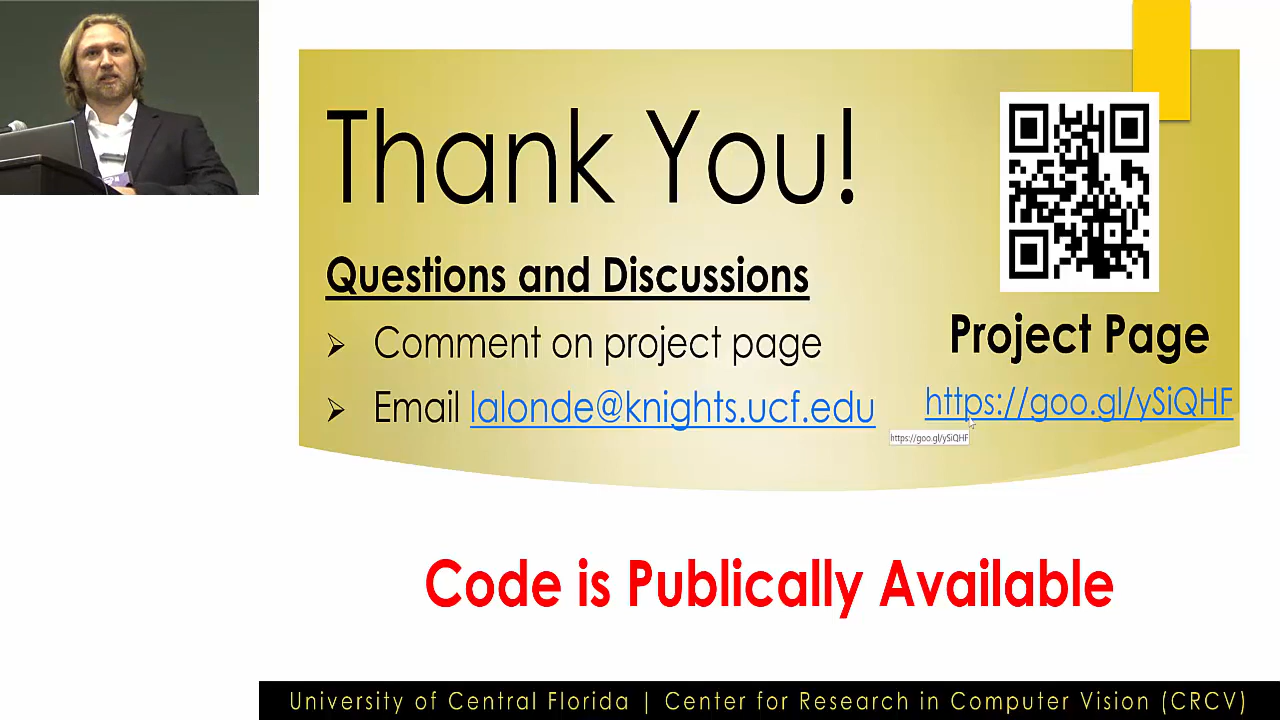 Thank You!
Questions and Discussions
Comment on project page
Email lalonde@knights.ucf.edu
Project Page
https://goo.gl/ySiQHF
https://goo.gl/ySiQHF
Code is Publically Available
University of Central Florida | Center for Research in Computer Vision (CRCV)